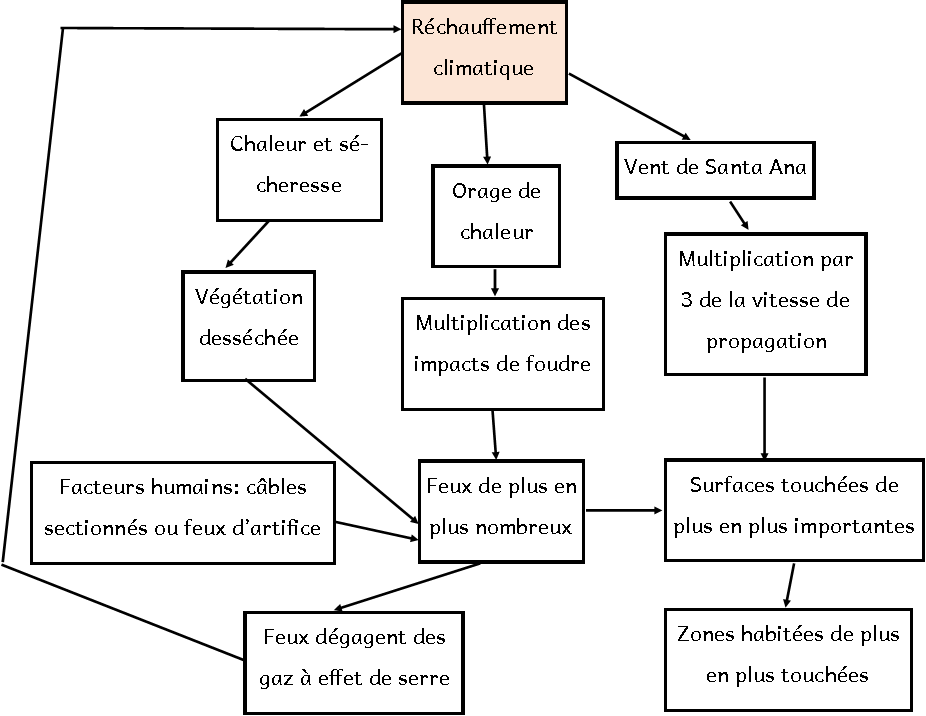 Réchauffement
climatique
Chaleur et sé-
cheresse
Orage de
chaleur
Vent de Santa Ana
Végétation
desséchée
Multiplication des
impacts de foudre
Multiplication par
3 de la vitesse de
propagation
Facteurs humains: câbles
sectionnés ou feux d'artifice
Feux de plus en
plus nombreux
Surfaces touchées de
plus en plus importantes
Feux dégagent des
gaz à effet de serre
Zones habitées de plus
en plus touchées